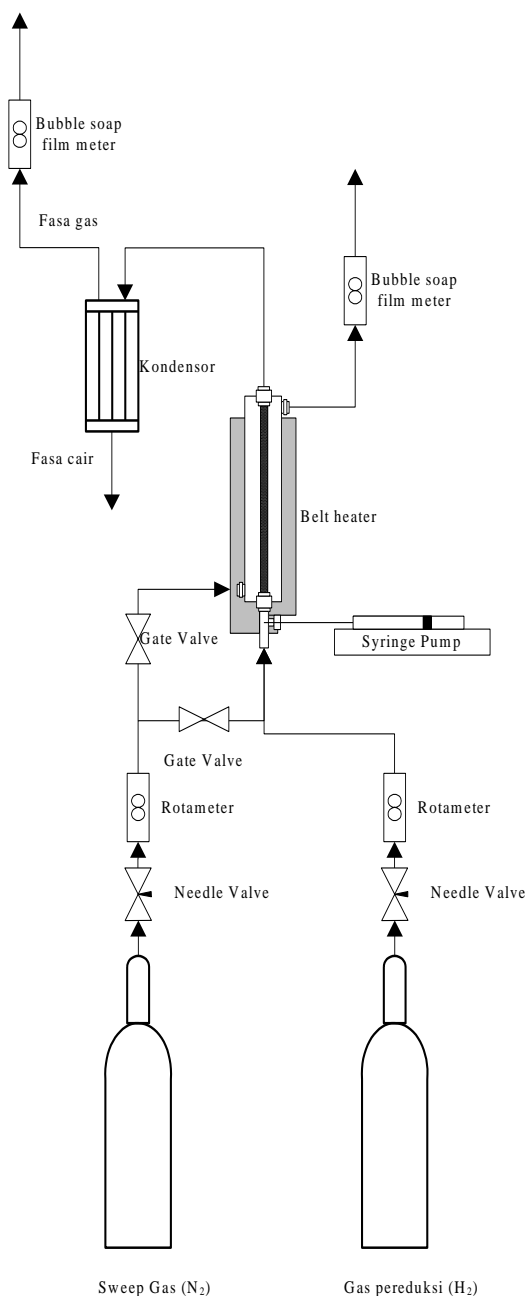 Bubble soap
film meter
Fasa gas
Bubble soap
film meter
Kondensor
Fasa cair
Belt heater
Gate Valve
Syringe Pump
Gate Valve
Rotameter
Rotameter
Needle Valve
Needle Valve
Sweep Gas (N₂)
Gas pereduksi (H₂)